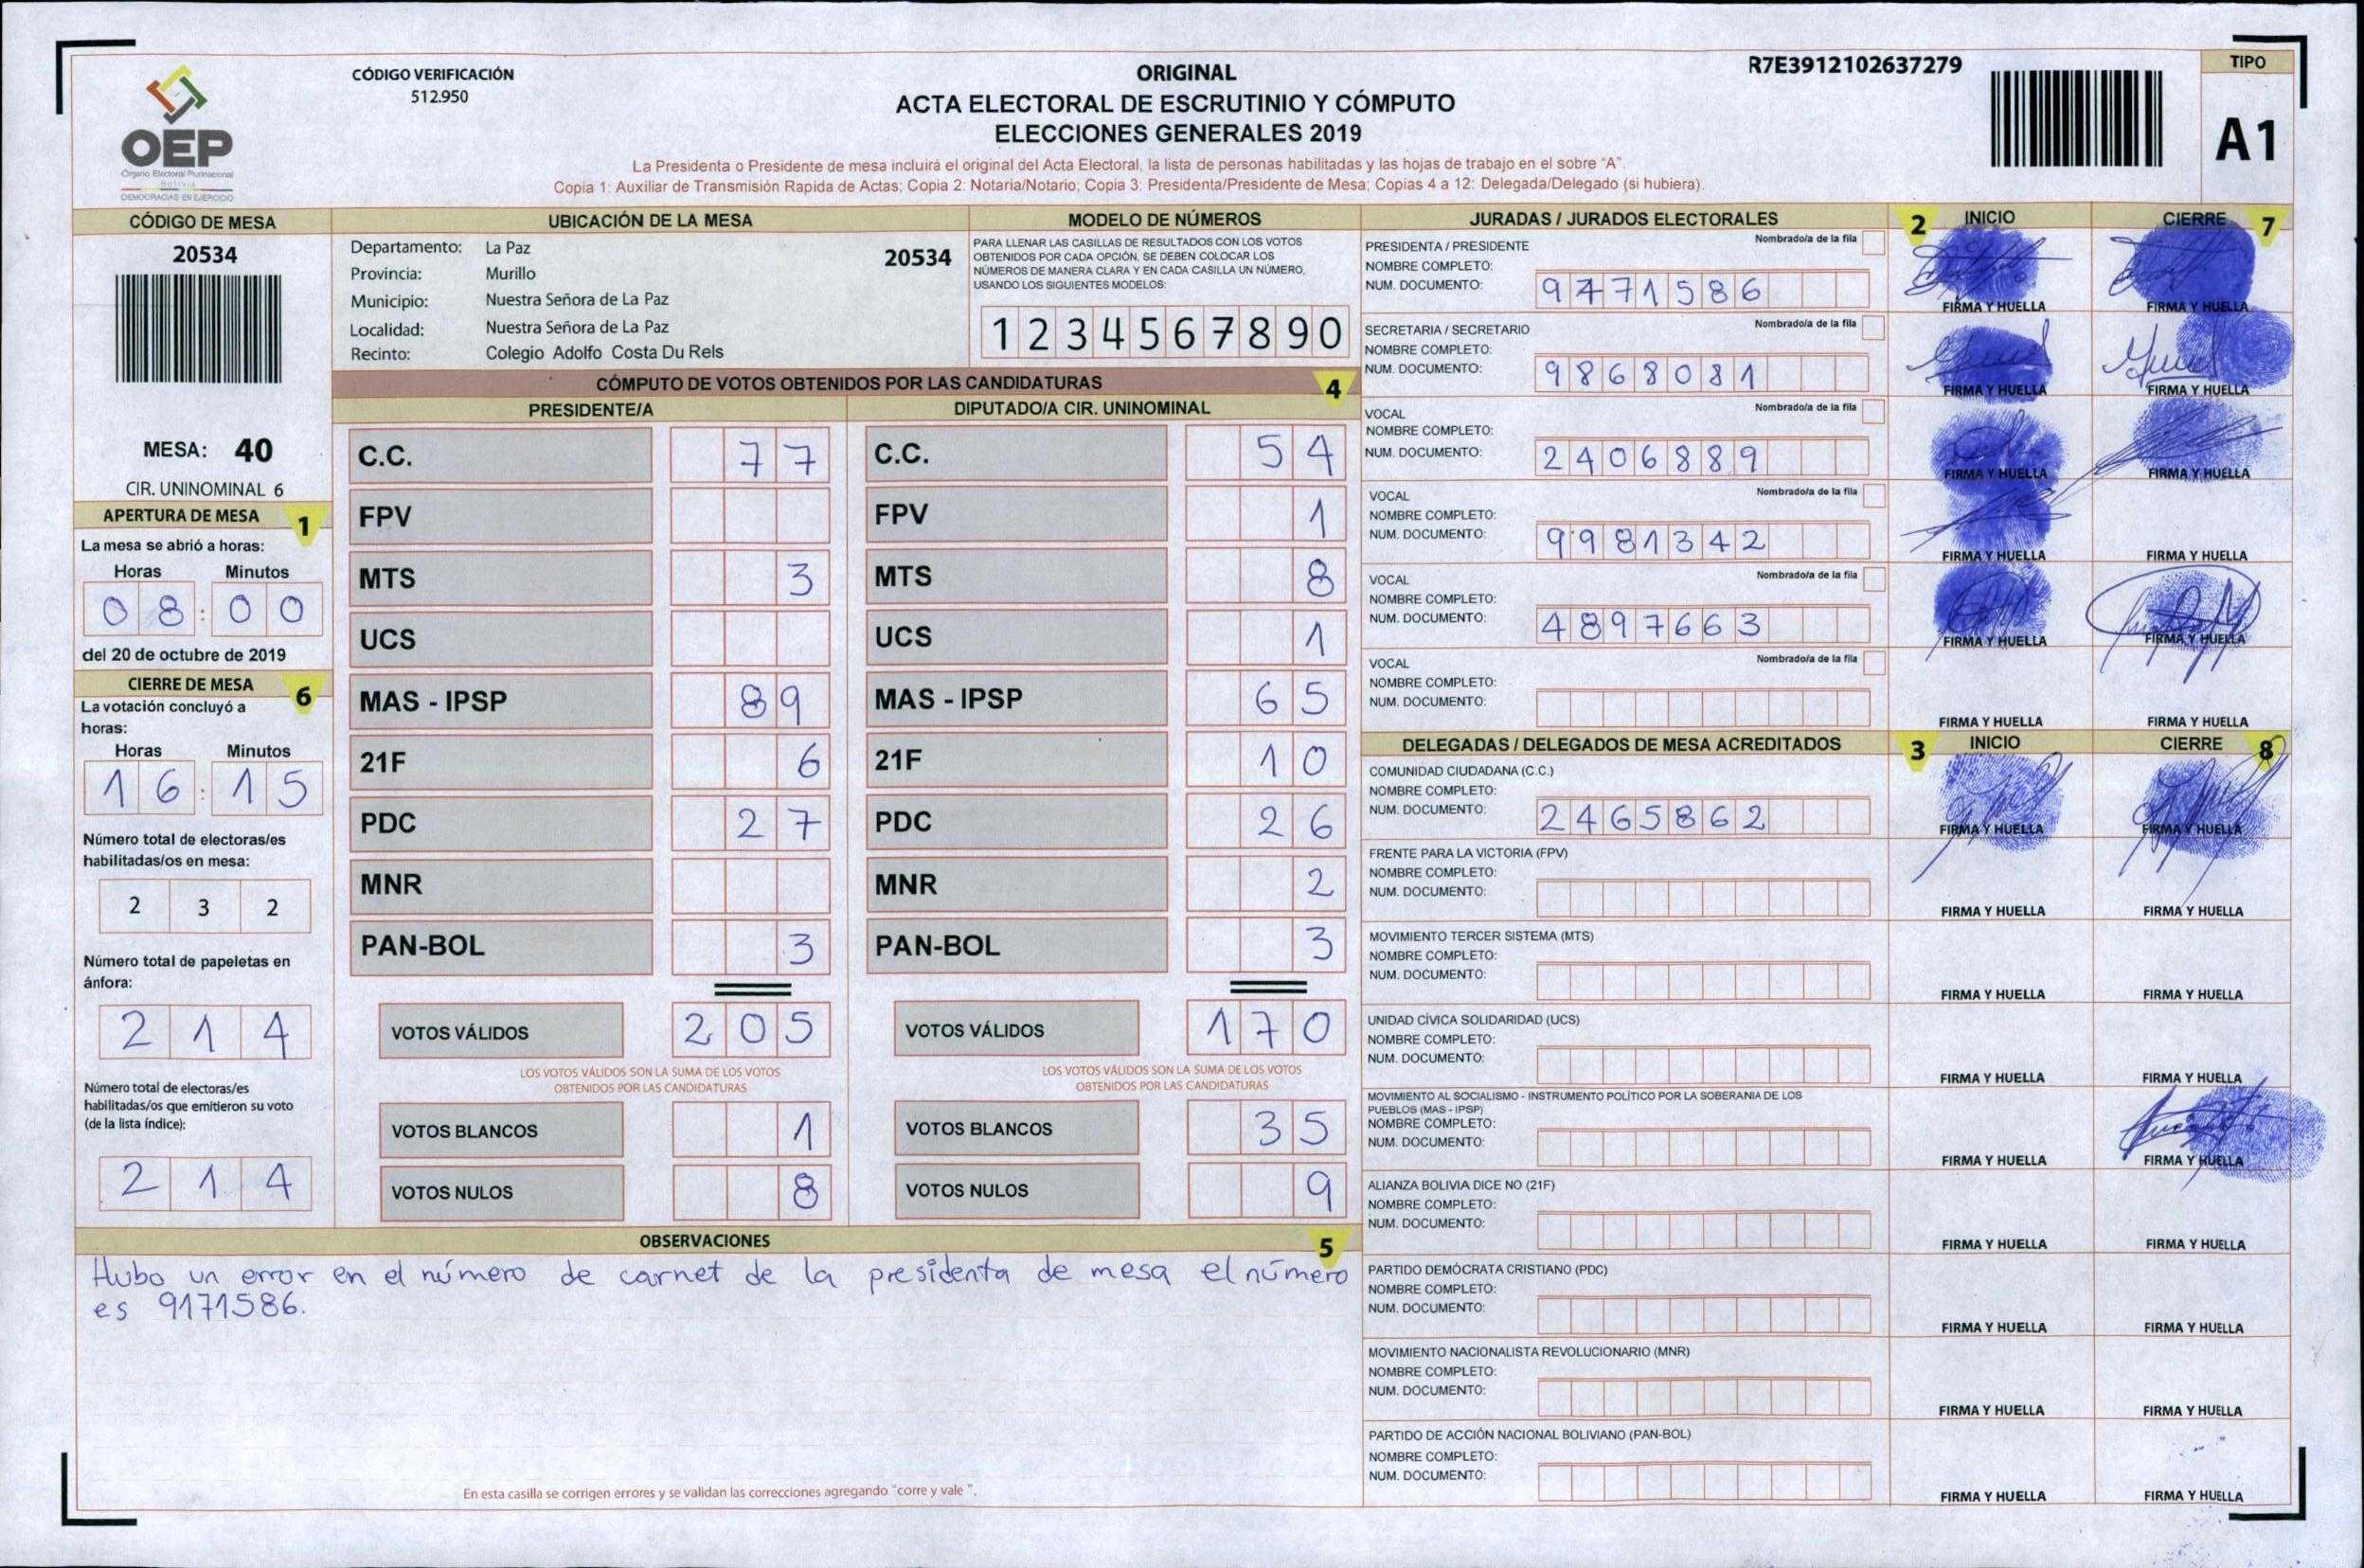 CÓDIGO VERIFICACIÓN
512.950
ORIGINAL
ACTA ELECTORAL DE ESCRUTINIO Y CÓMPUTO
ELECCIONES GENERALES 2019
R7E3912102637279
TIPO
A1
OEP
Órgano Electoral Plurinacional
BOLIVIA
DEMOCRACIAS EN EJERCICIO
La Presidenta o Presidente de mesa incluirá el original del Acta Electoral, la lista de personas habilitadas y las hojas de trabajo en el sobre "A".
Copia 1: Auxiliar de Transmisión Rapida de Actas; Copia 2: Notaria/Notario; Copia 3: Presidenta/Presidente de Mesa; Copias 4 a 12: Delegada/Delegado (si hubiera).
CÓDIGO DE MESA
20534
MESA: 40
CIR. UNINOMINAL 6
APERTURA DE MESA 1
La mesa se abrió a horas:
Horas Minutos
08:00
del 20 de octubre de 2019
CIERRE DE MESA 6
La votación concluyó a
horas:
Horas Minutos
16:15
Número total de electoras/es
habilitadas/os en mesa:
2 3 2
Número total de papeletas en
ánfora:
2 1 4
Número total de electoras/es
habilitadas/os que emitieron su voto
(de la lista índice):
2 1 4
UBICACIÓN DE LA MESA
Departamento: La Paz 20534
Provincia: Murillo
Municipio: Nuestra Señora de La Paz
Localidad: Nuestra Señora de La Paz
Recinto: Colegio Adolfo Costa Du Rels
MODELO DE NÚMEROS
PARA LLENAR LAS CASILLAS DE RESULTADOS CON LOS VOTOS
OBTENIDOS POR CADA OPCIÓN, SE DEBEN COLOCAR LOS
NÚMEROS DE MANERA CLARA Y EN CADA CASILLA UN NÚMERO,
USANDO LOS SIGUIENTES MODELOS:
1 2 3 4 5 6 7 8 9 0
CÓMPUTO DE VOTOS OBTENIDOS POR LAS CANDIDATURAS 4
PRESIDENTE/A DIPUTADO/A CIR. UNINOMINAL
C.C. 77 C.C. 54
FPV FPV 1
MTS 3 MTS 8
UCS UCS 1
MAS - IPSP 89 MAS - IPSP 65
21F 6 21F 10
PDC 27 PDC 26
MNR MNR 2
PAN-BOL 3 PAN-BOL 3
VOTOS VÁLIDOS 205 VOTOS VÁLIDOS 170
LOS VOTOS VÁLIDOS SON LA SUMA DE LOS VOTOS LOS VOTOS VÁLIDOS SON LA SUMA DE LOS VOTOS
OBTENIDOS POR LAS CANDIDATURAS OBTENIDOS POR LAS CANDIDATURAS
VOTOS BLANCOS 1 VOTOS BLANCOS 35
VOTOS NULOS 8 VOTOS NULOS 9
OBSERVACIONES 5
Hubo un error en el número de carnet de la presidenta de mesa el número
es 9171586.
En esta casilla se corrigen errores y se validan las correcciones agregando "corre y vale ".
JURADAS / JURADOS ELECTORALES 2 INICIO CIERRE 7
PRESIDENTA / PRESIDENTE Nombrado/a de la fila
NOMBRE COMPLETO:
NUM. DOCUMENTO: 9471586
FIRMA Y HUELLA FIRMA Y HUELLA
SECRETARIA / SECRETARIO Nombrado/a de la fila
NOMBRE COMPLETO:
NUM. DOCUMENTO: 9868081
FIRMA Y HUELLA FIRMA Y HUELLA
VOCAL Nombrado/a de la fila
NOMBRE COMPLETO:
NUM. DOCUMENTO: 2406889
FIRMA Y HUELLA FIRMA Y HUELLA
VOCAL Nombrado/a de la fila
NOMBRE COMPLETO:
NUM. DOCUMENTO: 9981342
FIRMA Y HUELLA FIRMA Y HUELLA
VOCAL Nombrado/a de la fila
NOMBRE COMPLETO:
NUM. DOCUMENTO: 4897663
FIRMA Y HUELLA FIRMA Y HUELLA
VOCAL Nombrado/a de la fila
NOMBRE COMPLETO:
NUM. DOCUMENTO:
FIRMA Y HUELLA FIRMA Y HUELLA
DELEGADAS / DELEGADOS DE MESA ACREDITADOS 3 INICIO CIERRE 8
COMUNIDAD CIUDADANA (C.C.)
NOMBRE COMPLETO:
NUM. DOCUMENTO: 2465862
FIRMA Y HUELLA FIRMA Y HUELLA
FRENTE PARA LA VICTORIA (FPV)
NOMBRE COMPLETO:
NUM. DOCUMENTO:
FIRMA Y HUELLA FIRMA Y HUELLA
MOVIMIENTO TERCER SISTEMA (MTS)
NOMBRE COMPLETO:
NUM. DOCUMENTO:
FIRMA Y HUELLA FIRMA Y HUELLA
UNIDAD CÍVICA SOLIDARIDAD (UCS)
NOMBRE COMPLETO:
NUM. DOCUMENTO:
FIRMA Y HUELLA FIRMA Y HUELLA
MOVIMIENTO AL SOCIALISMO - INSTRUMENTO POLÍTICO POR LA SOBERANIA DE LOS
PUEBLOS (MAS - IPSP)
NOMBRE COMPLETO:
NUM. DOCUMENTO:
FIRMA Y HUELLA FIRMA Y HUELLA
ALIANZA BOLIVIA DICE NO (21F)
NOMBRE COMPLETO:
NUM. DOCUMENTO:
FIRMA Y HUELLA FIRMA Y HUELLA
PARTIDO DEMÓCRATA CRISTIANO (PDC)
NOMBRE COMPLETO:
NUM. DOCUMENTO:
FIRMA Y HUELLA FIRMA Y HUELLA
MOVIMIENTO NACIONALISTA REVOLUCIONARIO (MNR)
NOMBRE COMPLETO:
NUM. DOCUMENTO:
FIRMA Y HUELLA FIRMA Y HUELLA
PARTIDO DE ACCIÓN NACIONAL BOLIVIANO (PAN-BOL)
NOMBRE COMPLETO:
NUM. DOCUMENTO:
FIRMA Y HUELLA FIRMA Y HUELLA